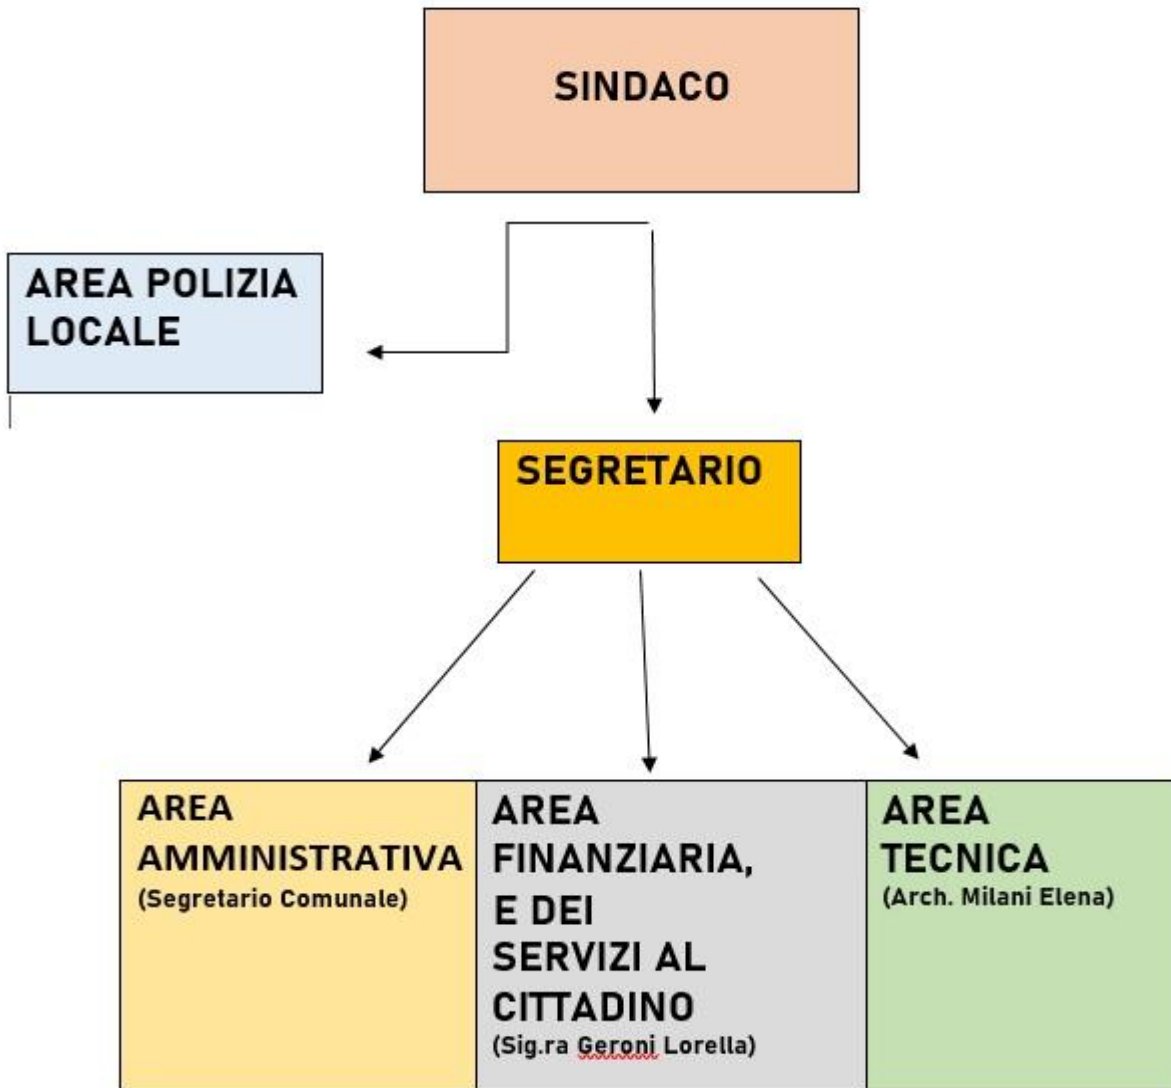 SINDACO
AREA POLIZIA
LOCALE
SEGRETARIO
AREA
AMMINISTRATIVA
(Segretario Comunale)
AREA
FINANZIARIA,
E DEI
SERVIZI AL
CITTADINO
(Sig.ra Geroni Lorella)
AREA
TECNICA
(Arch. Milani Elena)